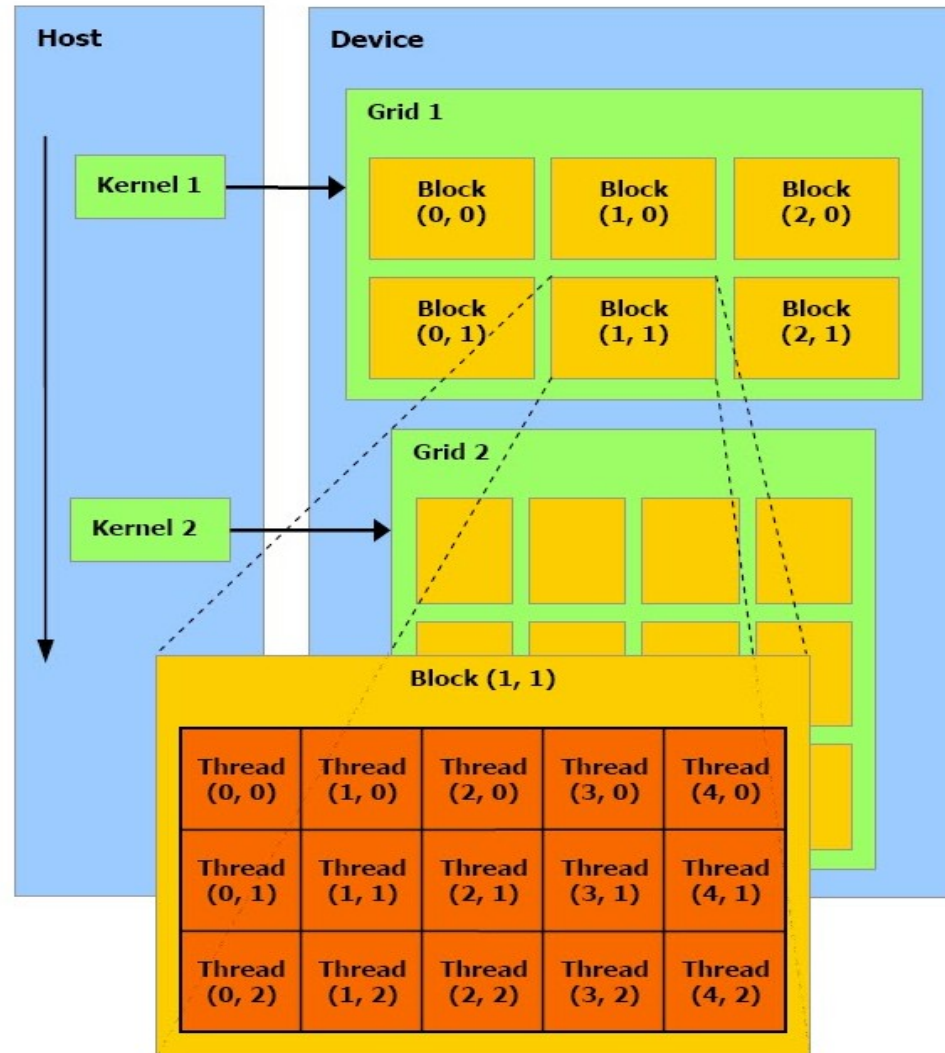 Host
Device
Grid 1
Kernel 1
Block
(0, 0)
Block
(1, 0)
Block
(2, 0)
Block
(0, 1)
Block
(1, 1)
Block
(2, 1)
Grid 2
Kernel 2
Block (1, 1)
Thread
(0, 0)
Thread
(1, 0)
Thread
(2, 0)
Thread
(3, 0)
Thread
(4, 0)
Thread
(0, 1)
Thread
(1, 1)
Thread
(2, 1)
Thread
(3, 1)
Thread
(4, 1)
Thread
(0, 2)
Thread
(1, 2)
Thread
(2, 2)
Thread
(3, 2)
Thread
(4, 2)